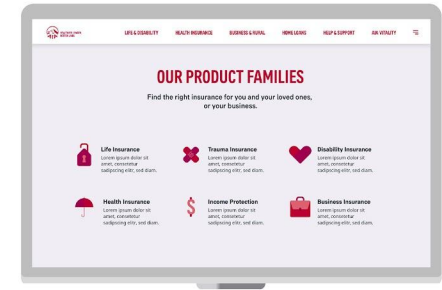 HEALTHIER, LONGER, BETTER LIVES
LIFE & DISABILITY
HEALTH INSURANCE
BUSINESS & RURAL
HOME LOANS
HELP & SUPPORT
AIA VITALITY
OUR PRODUCT FAMILIES
Find the right insurance for you and your loved ones,
or your business.
Life Insurance
Lorem ipsum dolor sit
amet, consetetur
sadipscing elitr, sed diam.
Trauma Insurance
Lorem ipsum dolor sit
amet, consetetur
sadipscing elitr, sed diam.
Disability Insurance
Lorem ipsum dolor sit
amet, consetetur
sadipscing elitr, sed diam.
Health Insurance
Lorem ipsum dolor sit
amet, consetetur
sadipscing elitr, sed diam.
Income Protection
Lorem ipsum dolor sit
amet, consetetur
sadipscing elitr, sed diam.
Business Insurance
Lorem ipsum dolor sit
amet, consetetur
sadipscing elitr, sed diam.